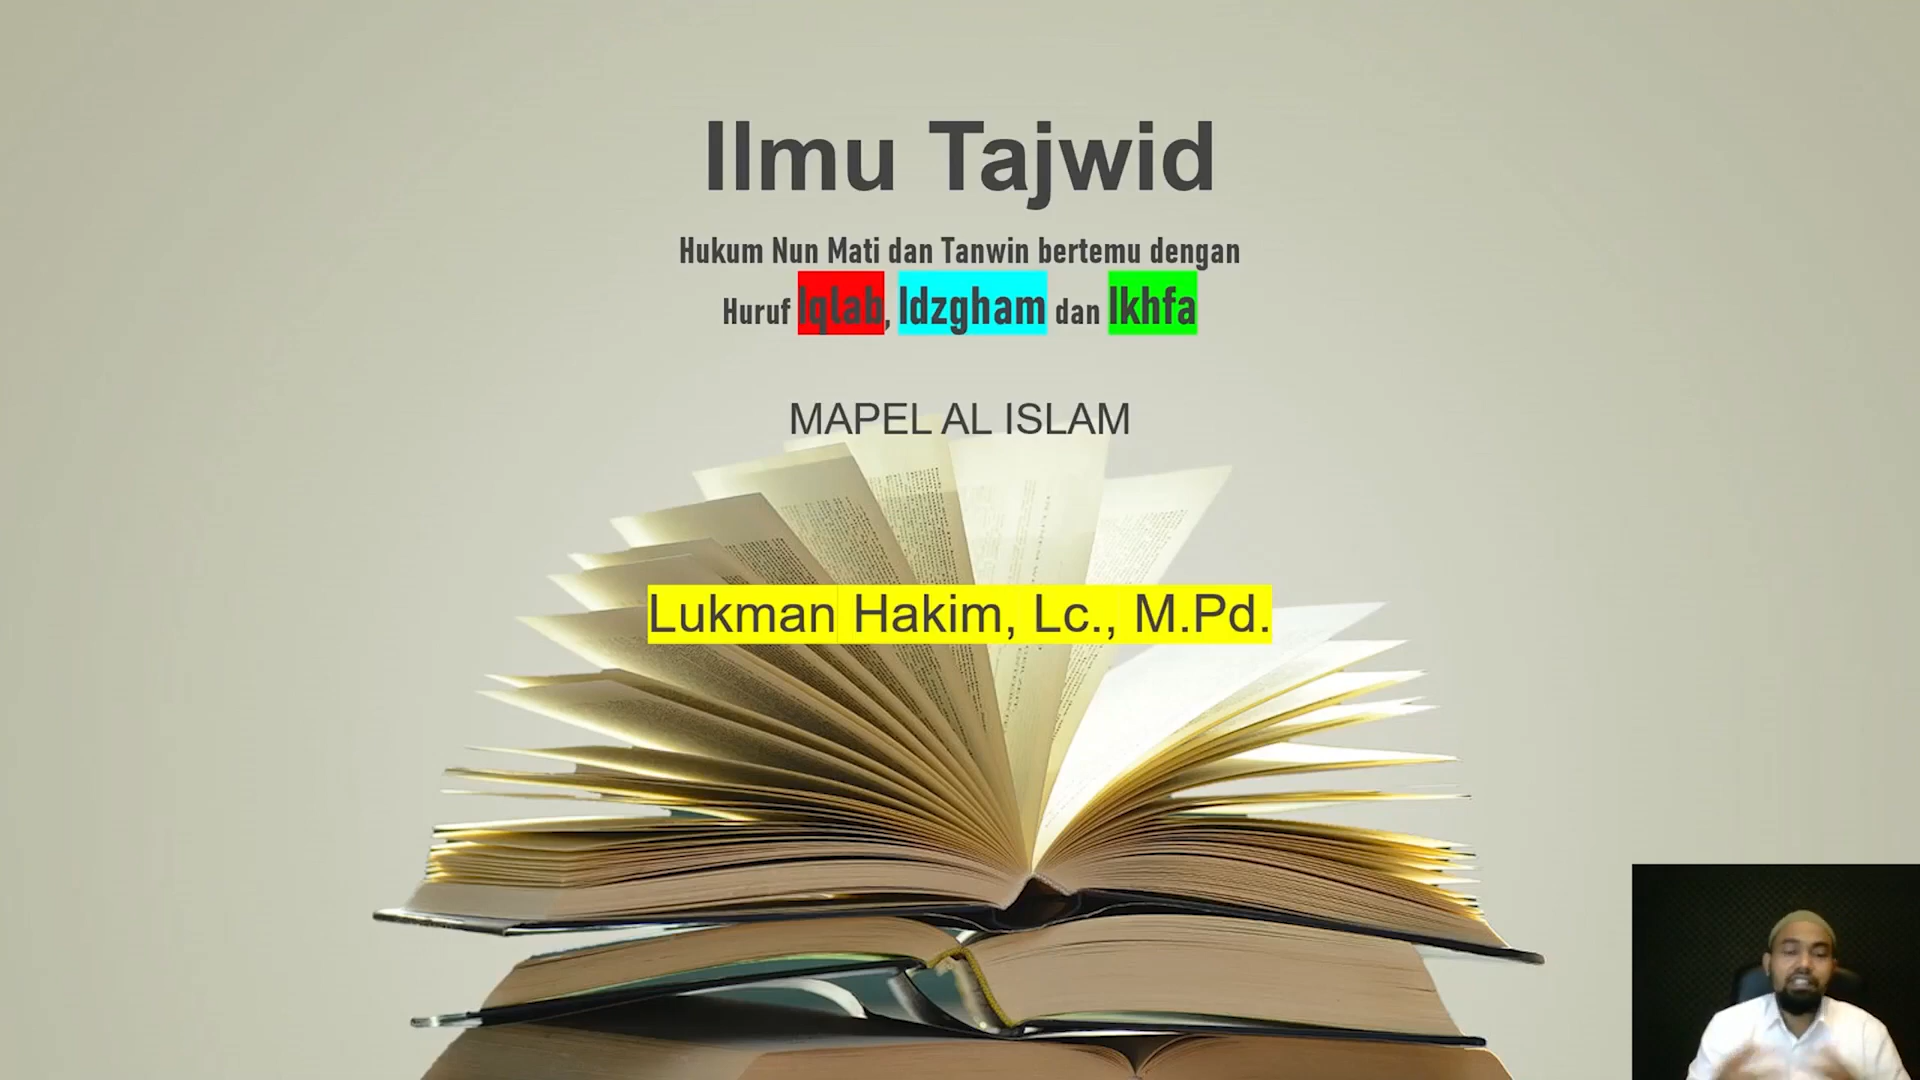 Ilmu Tajwid
Hukum Nun Mati dan Tanwin bertemu dengan
Huruf Iqlab, Idzgham dan Ikhfa
MAPEL AL ISLAM
Lukman Hakim, Lc., M.Pd.